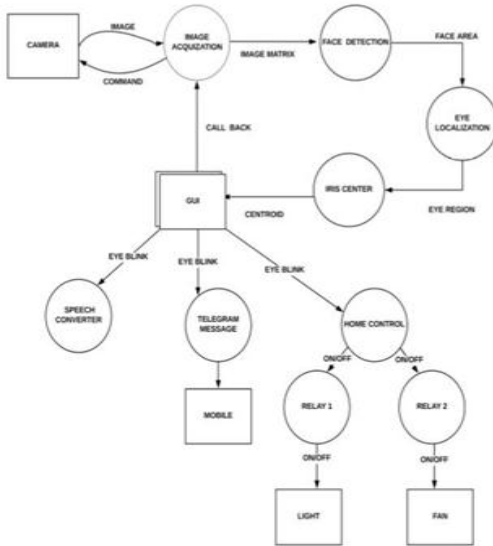 IMAGE
CAMERA
IMAGE
ACQUIZATION
COMMAND
IMAGE MATRIX
FACE DETECTION
FACE AREA
EYE
LOCALIZATION
CALL BACK
IRIS CENTER
GUI
CENTROID
EYE REGION
EYE BLINK
EYE BLINK
EYE BLINK
SPEECH
CONVERTER
TELEGRAM
MESSAGE
HOME CONTROL
ON/OFF
ON/OFF
MOBILE
RELAY 1
RELAY 2
ON/OFF
ON/OFF
LIGHT
FAN